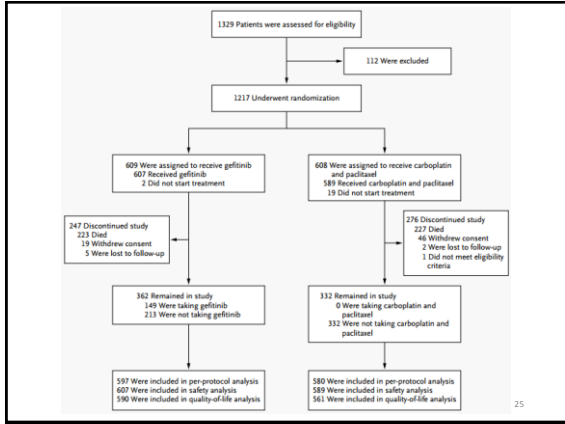 1329 Patients were assessed for eligibility
112 Were excluded
1217 Underwent randomization
609 Were assigned to receive gefitinib
607 Received gefitinib
2 Did not start treatment
608 Were assigned to receive carboplatin
and paclitaxel
589 Received carboplatin and paclitaxel
19 Did not start treatment
247 Discontinued study
223 Died
19 Withdrew consent
5 Were lost to follow-up
276 Discontinued study
227 Died
46 Withdrew consent
2 Were lost to follow-up
1 Did not meet eligibility
criteria
362 Remained in study
149 Were taking gefitinib
213 Were not taking gefitinib
332 Remained in study
0 Were taking carboplatin and
paclitaxel
332 Were not taking carboplatin and
paclitaxel
597 Were included in per-protocol analysis
607 Were included in safety analysis
590 Were included in quality-of-life analysis
580 Were included in per-protocol analysis
589 Were included in safety analysis
561 Were included in quality-of-life analysis
25